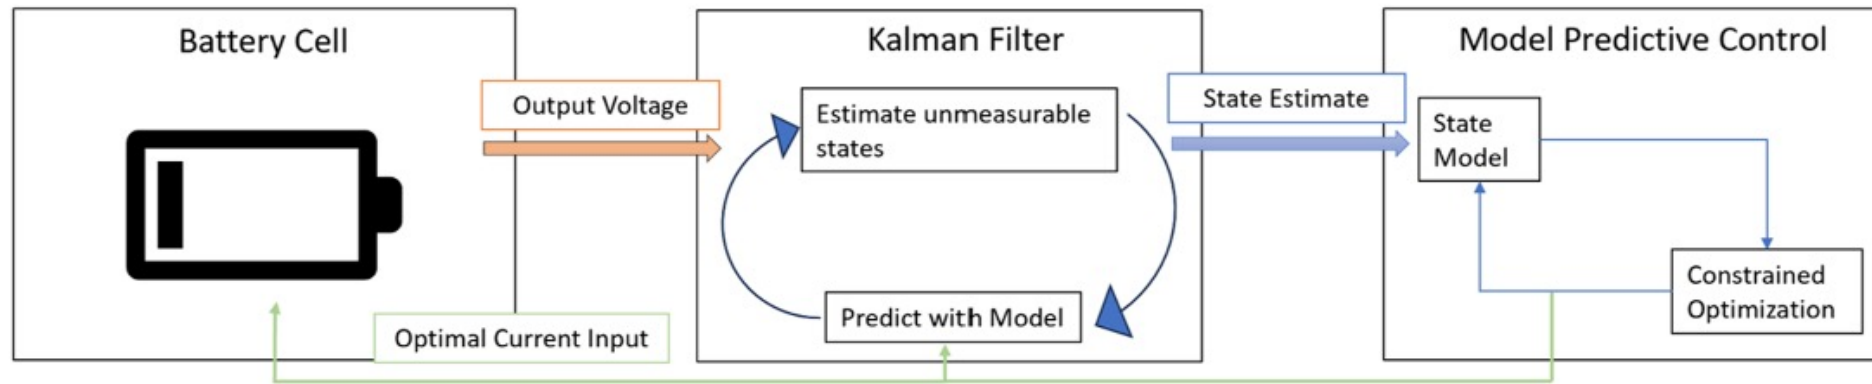 Battery Cell
Output Voltage
Optimal Current Input
Kalman Filter
Estimate unmeasurable
states
Predict with Model
State Estimate
Model Predictive Control
State
Model
Constrained
Optimization